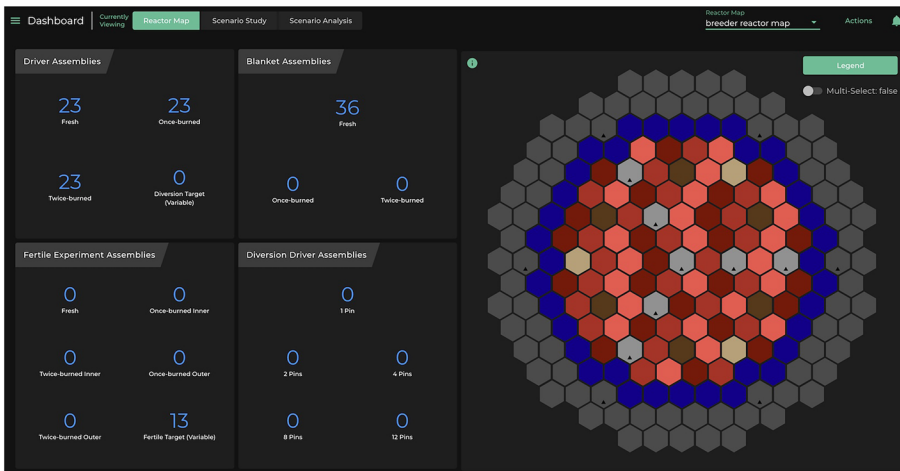 Dashboard
Currently
Viewing
Reactor Map
Scenario Study
Scenario Analysis
Reactor Map
breeder reactor map
Actions
Driver Assemblies
23
Fresh
23
Once-burned
23
Twice-burned
0
Diversion Target
(Variable)
Blanket Assemblies
36
Fresh
0
Once-burned
0
Twice-burned
Legend
Multi-Select: false
Fertile Experiment Assemblies
0
Fresh
0
Once-burned Inner
0
Twice-burned Inner
0
Once-burned Outer
0
Twice-burned Outer
13
Fertile Target (Variable)
Diversion Driver Assemblies
0
1 Pin
0
2 Pins
0
4 Pins
0
8 Pins
0
12 Pins